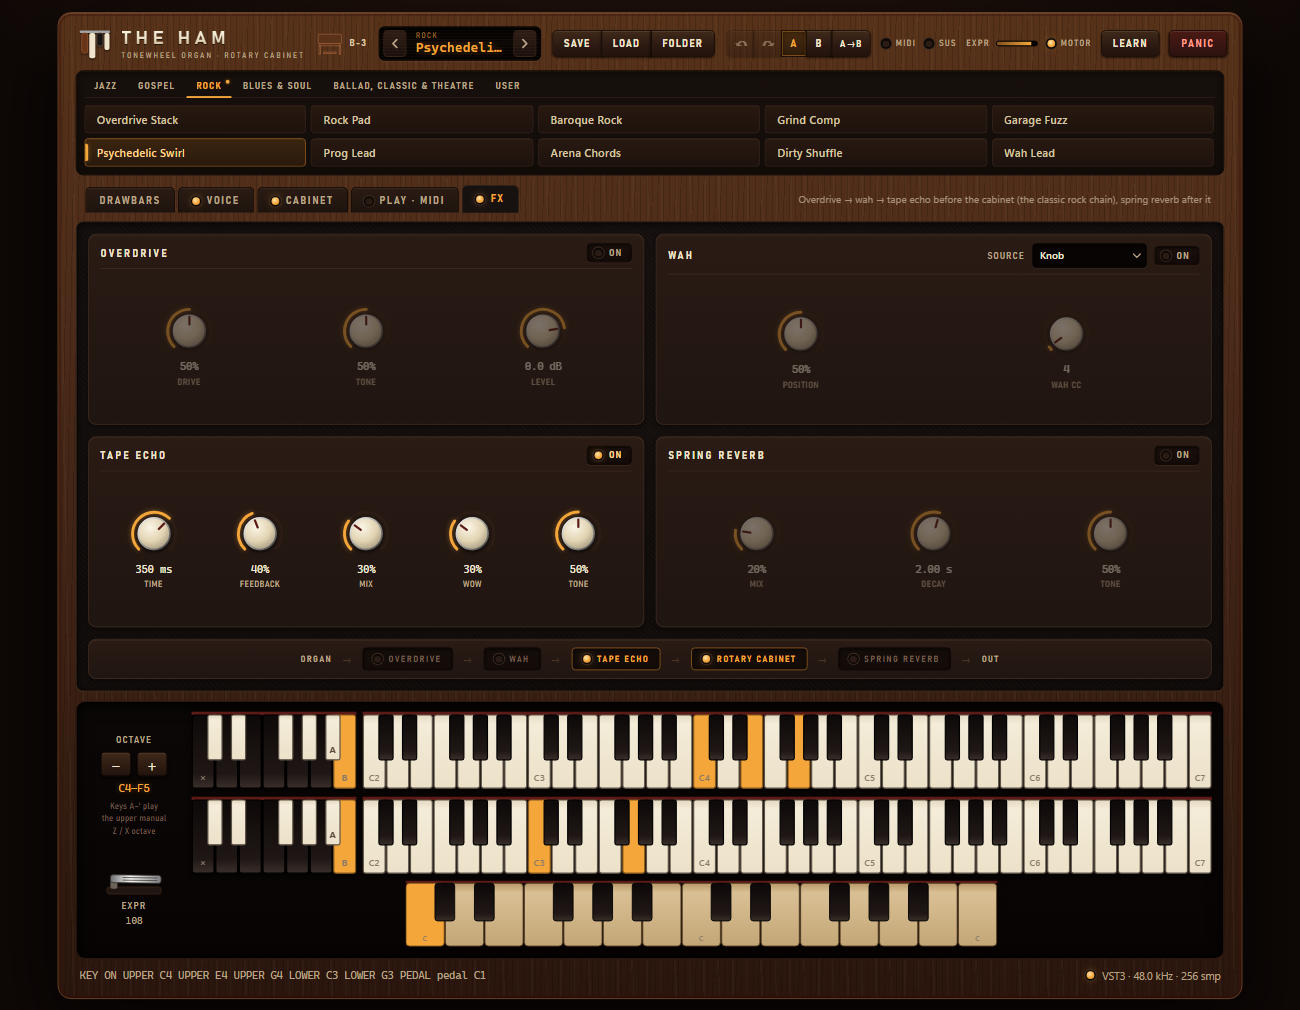 THE HAM
TONEWHEEL ORGAN · ROTARY CABINET
B-3
ROCK
Psychedeli…
SAVE LOAD FOLDER
A B A→B
MIDI SUS EXPR MOTOR
LEARN PANIC
JAZZ GOSPEL ROCK BLUES & SOUL BALLAD, CLASSIC & THEATRE USER
Overdrive Stack Rock Pad Baroque Rock Grind Comp Garage Fuzz
Psychedelic Swirl Prog Lead Arena Chords Dirty Shuffle Wah Lead
DRAWBARS VOICE CABINET PLAY · MIDI FX
Overdrive → wah → tape echo before the cabinet (the classic rock chain), spring reverb after it
OVERDRIVE ON
50% 50% 0.0 dB
DRIVE TONE LEVEL
WAH SOURCE Knob ON
50% 4
POSITION WAH CC
TAPE ECHO ON
350 ms 40% 30% 30% 50%
TIME FEEDBACK MIX WOW TONE
SPRING REVERB ON
20% 2.00 s 50%
MIX DECAY TONE
ORGAN → OVERDRIVE → WAH → TAPE ECHO → ROTARY CABINET → SPRING REVERB → OUT
OCTAVE
− +
C4–F5
Keys A–' play
the upper manual
Z / X octave
EXPR
108
A
× B C2 C3 C4 C5 C6 C7
A
× B C2 C3 C4 C5 C6 C7
C C C
KEY ON UPPER C4 UPPER E4 UPPER G4 LOWER C3 LOWER G3 PEDAL pedal C1
VST3 · 48.0 kHz · 256 smp